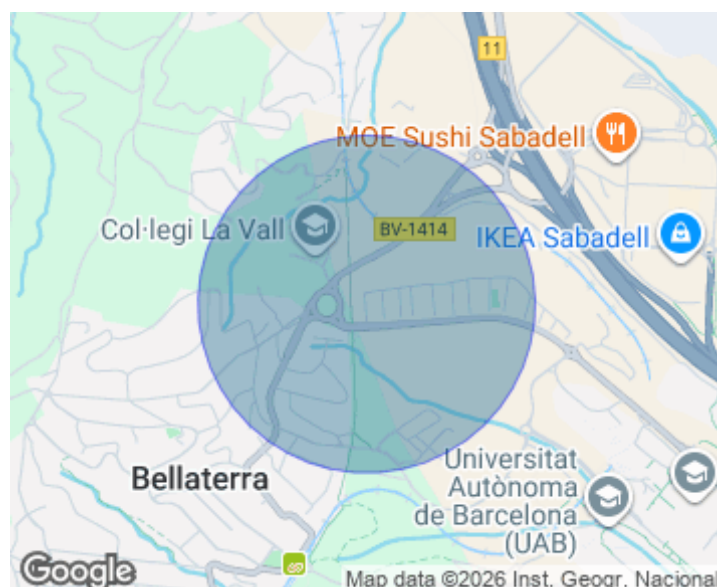 11
MOE Sushi Sabadell
Col·legi La Vall
BV-1414
IKEA Sabadell
Bellaterra
Universitat
Autònoma
de Barcelona
(UAB)
Google
Map data ©2026 Inst. Geogr. Nacional